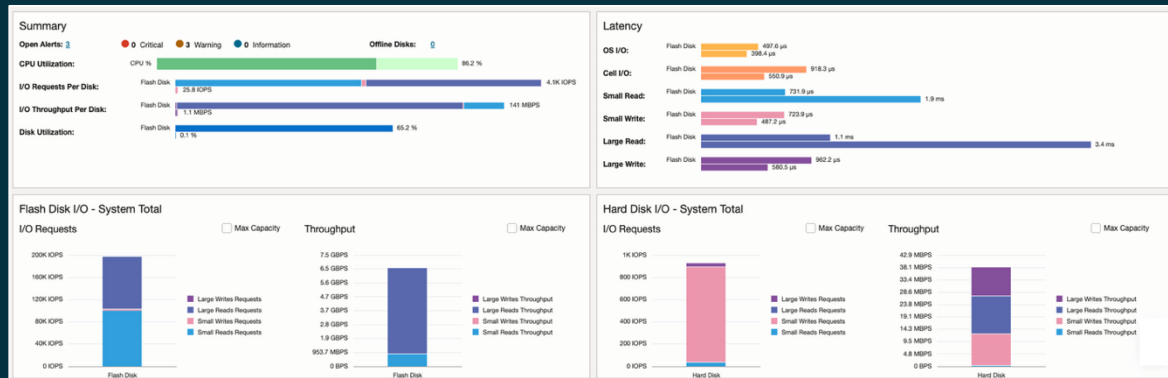 Summary
Open Alerts: 3 0 Critical 3 Warning 0 Information Offline Disks: 0
CPU Utilization: CPU % 86.2 %
I/O Requests Per Disk: Flash Disk 4.1K IOPS
25.8 IOPS
I/O Throughput Per Disk: Flash Disk 141 MBPS
1.1 MBPS
Disk Utilization: Flash Disk 65.2 %
0.1 %
Latency
OS I/O: Flash Disk 497.6 µs
398.4 µs
Cell I/O: Flash Disk 918.3 µs
550.9 µs
Small Read: Flash Disk 731.9 µs
1.9 ms
Small Write: Flash Disk 723.9 µs
487.2 µs
Large Read: Flash Disk 1.1 ms
3.4 ms
Large Write: Flash Disk 962.2 µs
580.5 µs
Flash Disk I/O - System Total
I/O Requests Max Capacity
200K IOPS
160K IOPS
120K IOPS
80K IOPS
40K IOPS
0 IOPS
Flash Disk
Large Writes Requests
Large Reads Requests
Small Writes Requests
Small Reads Requests
Throughput Max Capacity
7.5 GBPS
6.5 GBPS
5.6 GBPS
4.7 GBPS
3.7 GBPS
2.8 GBPS
1.9 GBPS
953.7 MBPS
0 BPS
Flash Disk
Large Writes Throughput
Large Reads Throughput
Small Writes Throughput
Small Reads Throughput
Hard Disk I/O - System Total
I/O Requests Max Capacity
1K IOPS
800 IOPS
600 IOPS
400 IOPS
200 IOPS
0 IOPS
Hard Disk
Large Writes Requests
Large Reads Requests
Small Writes Requests
Small Reads Requests
Throughput Max Capacity
42.9 MBPS
38.1 MBPS
33.4 MBPS
28.6 MBPS
23.8 MBPS
19.1 MBPS
14.3 MBPS
9.5 MBPS
4.8 MBPS
0 BPS
Hard Disk
Large Writes Throughput
Large Reads Throughput
Small Writes Throughput
Small Reads Throughput